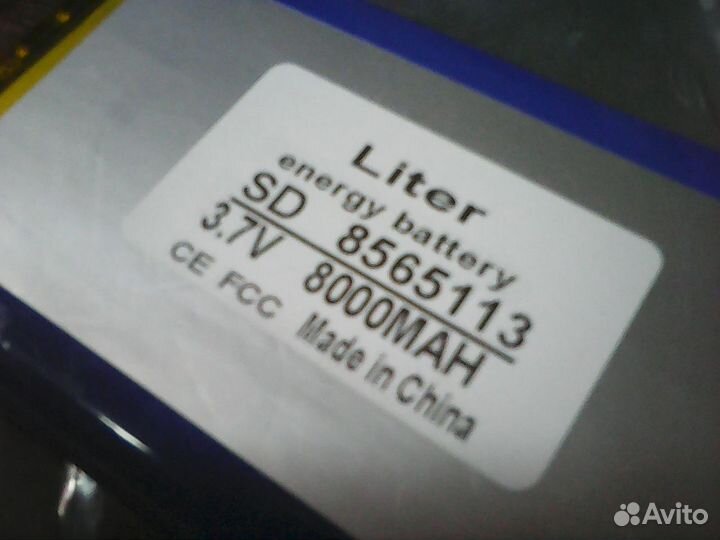 Liter
energy battery
SD 8565113
3.7V 8000MAH
CE FCC Made in China
Avito